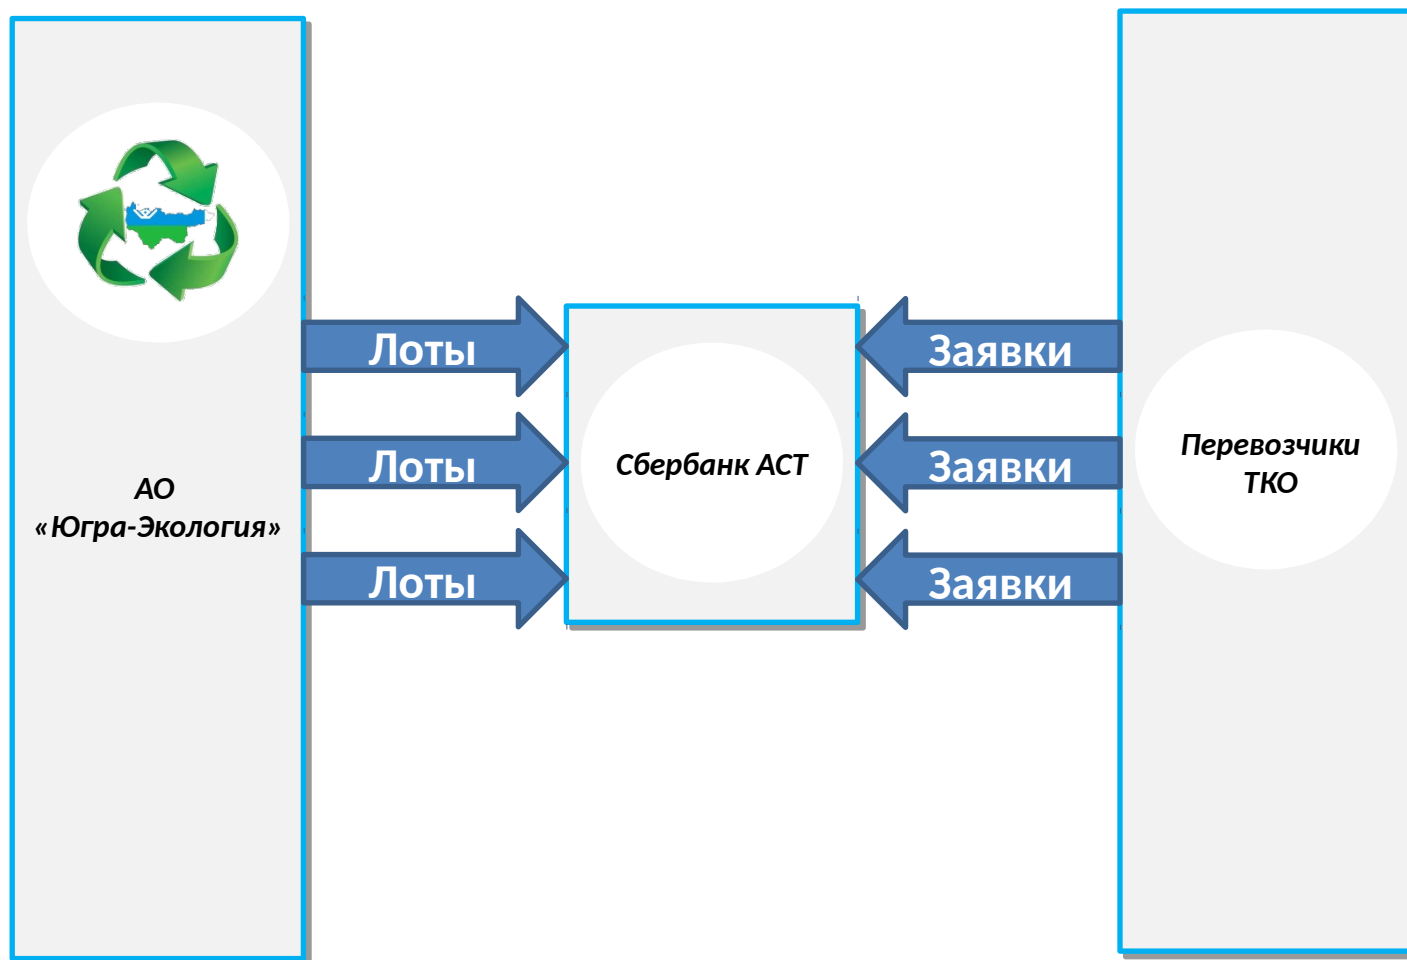 АО
«Югра-Экология»
Лоты
Лоты
Лоты
Сбербанк АСТ
Заявки
Заявки
Заявки
Перевозчики
ТКО